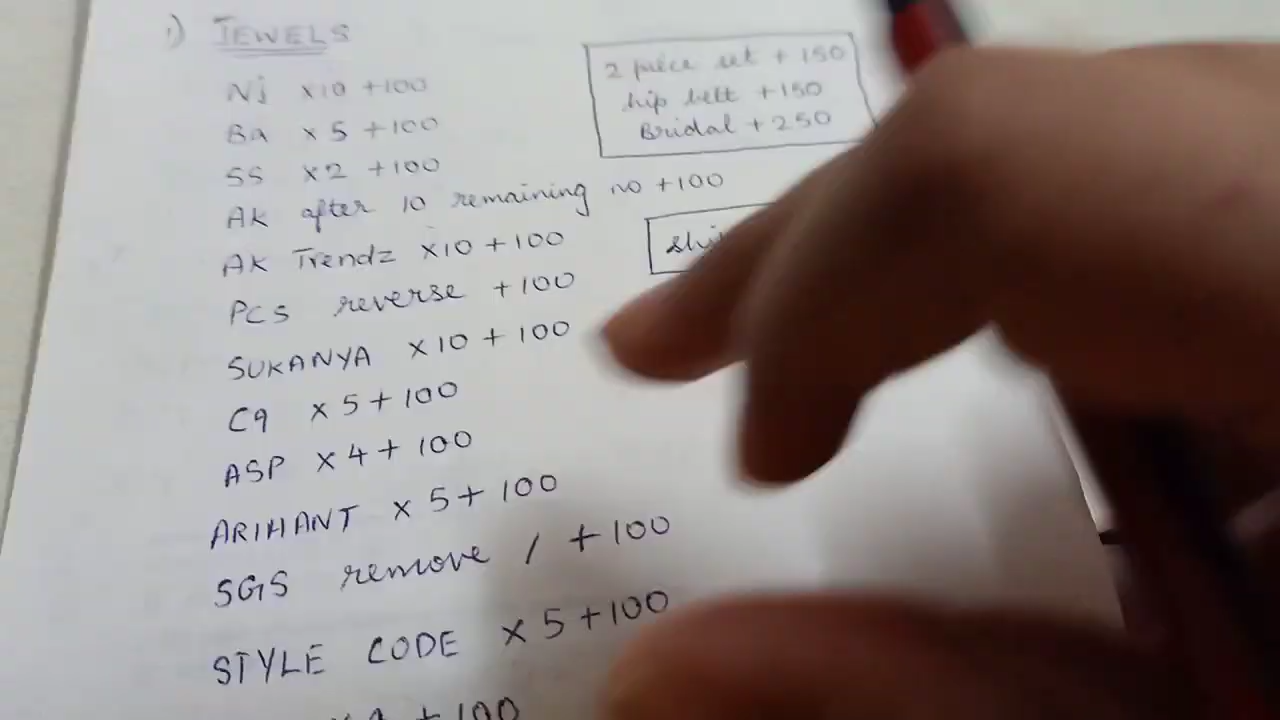 1) JEWELS
Nj x10 +100
Ba x 5 +100
SS x2 +100
AK after 10 remaining no +100
AK Trendz x10 +100
PCS reverse +100
SUKANYA x10 + 100
C9 x 5 + 100
ASP x 4 + 100
ARIHANT x 5 + 100
SGS remove / +100
STYLE CODE x 5 +100
+ 100
2 piece set + 150
hip belt +150
Bridal + 250